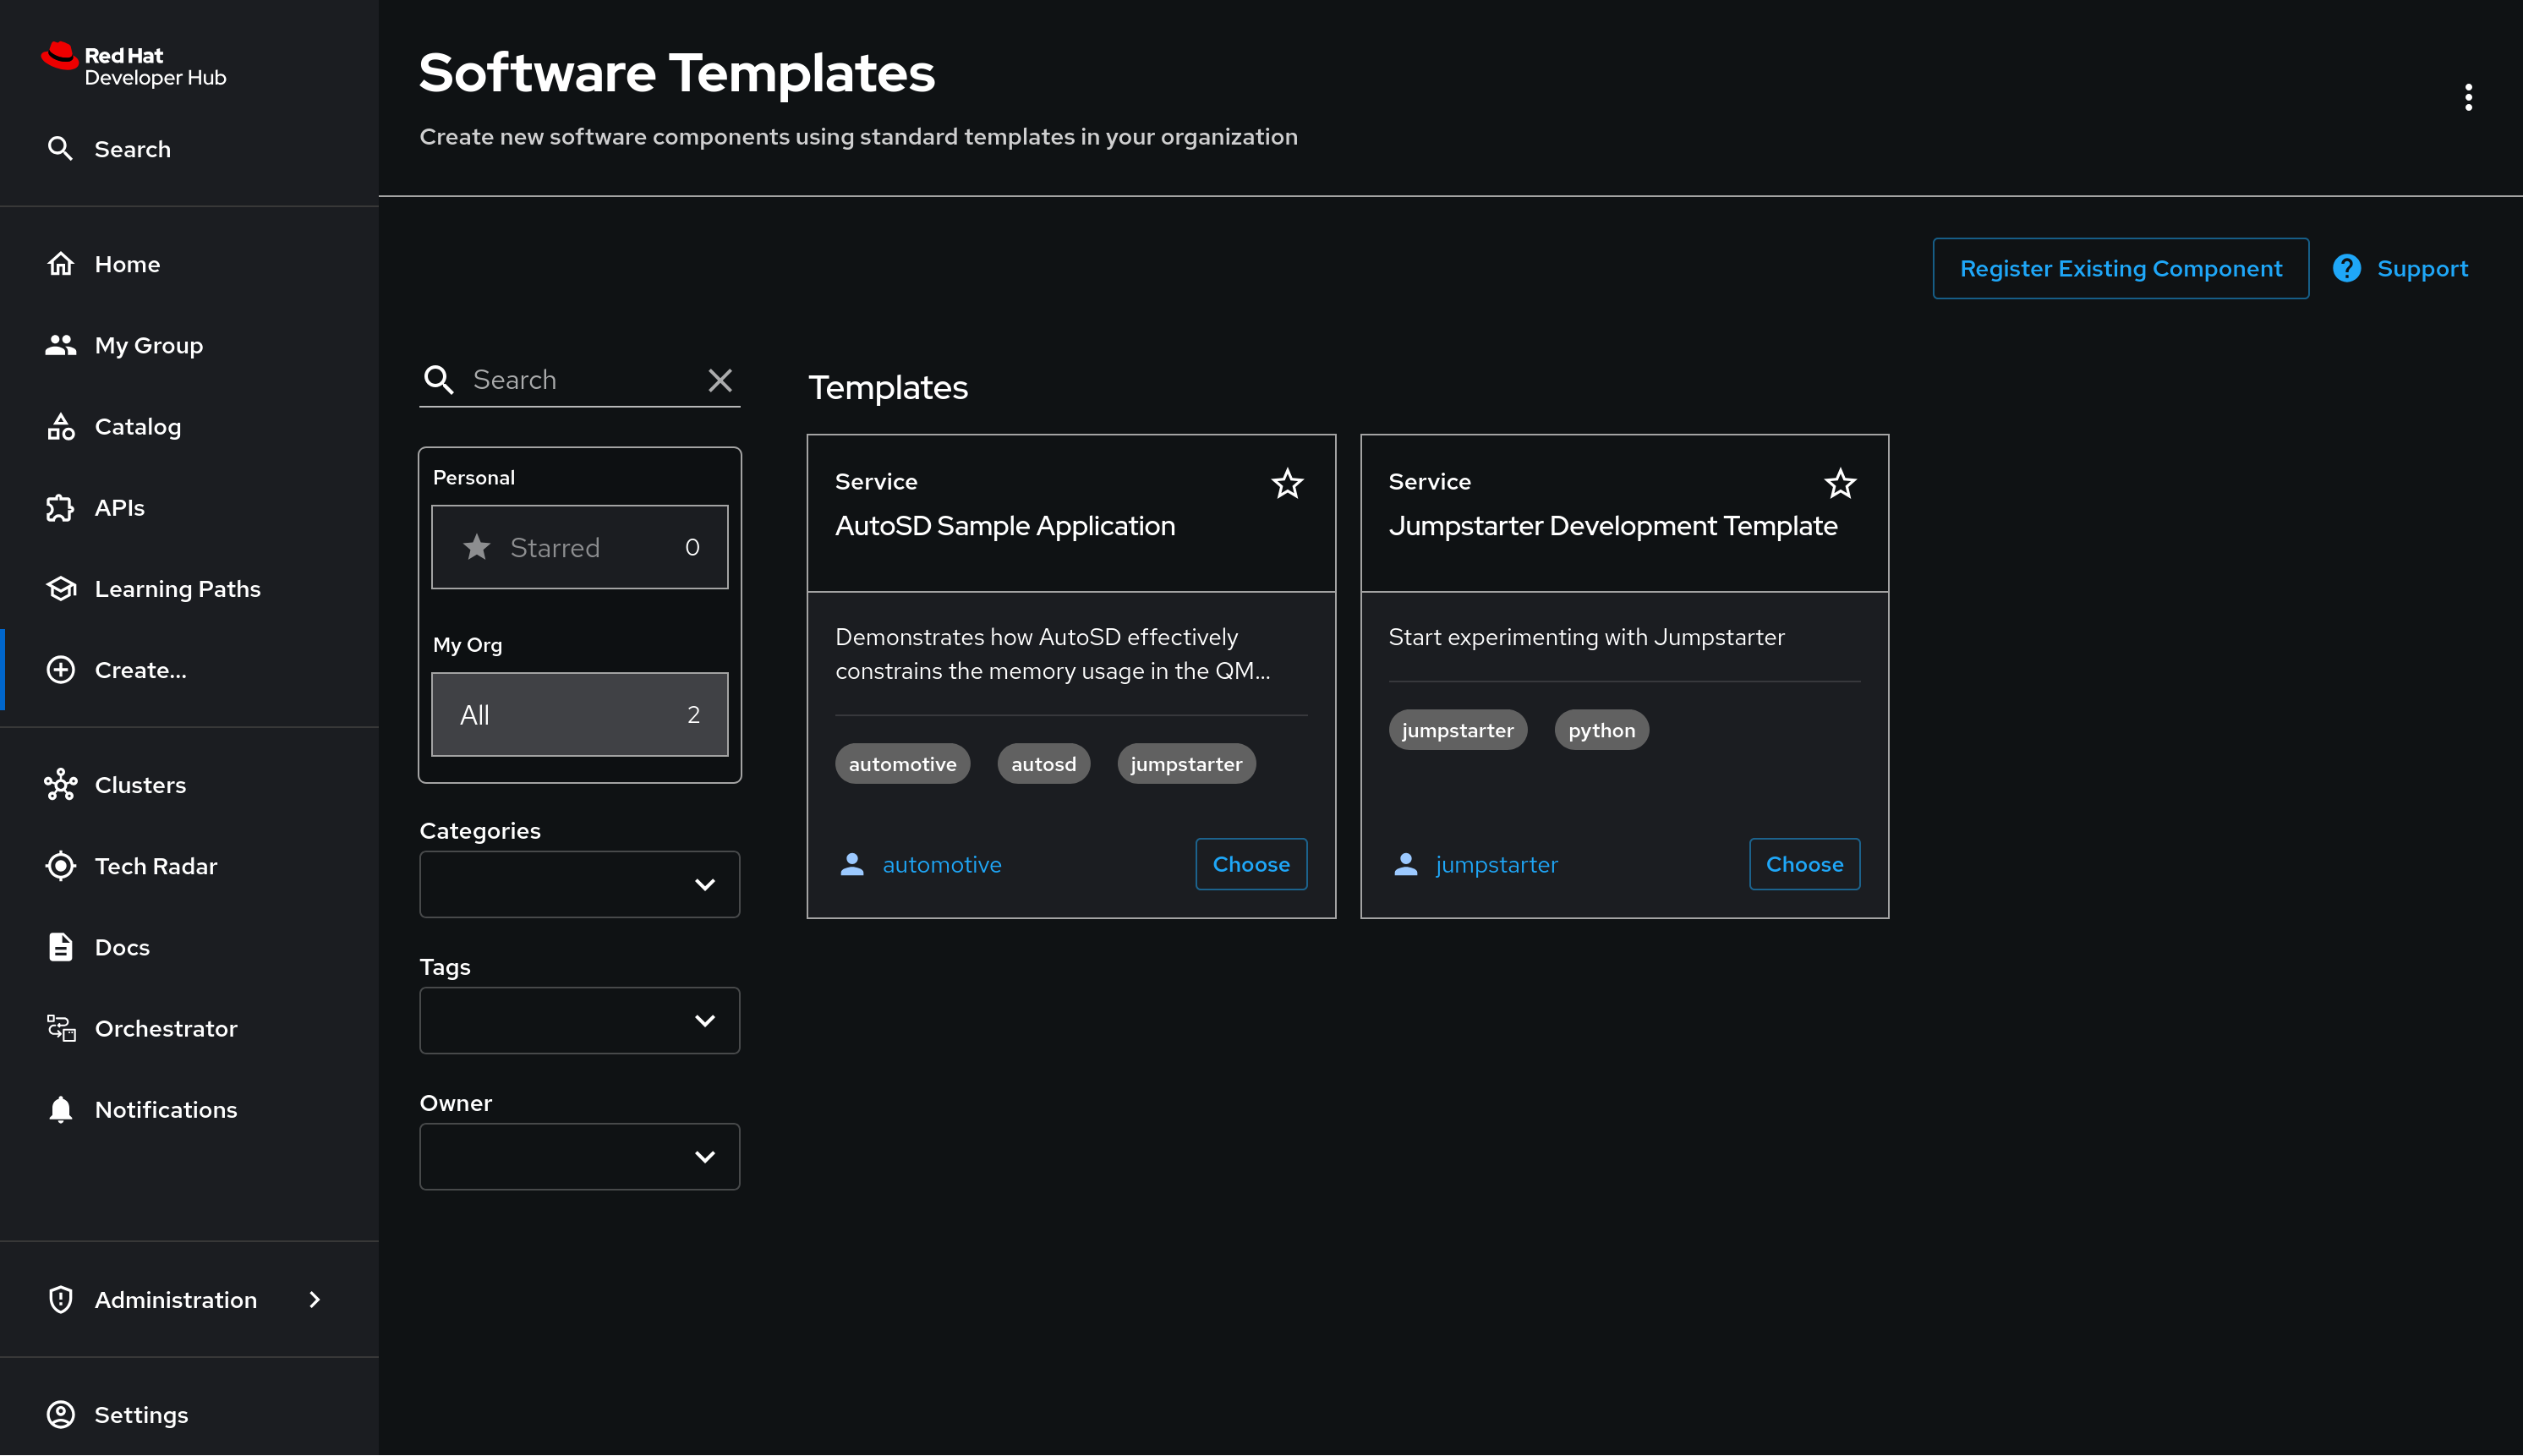 Red Hat
Developer Hub
Search
Home
My Group
Catalog
APIs
Learning Paths
Create...
Clusters
Tech Radar
Docs
Orchestrator
Notifications
Administration
Settings
Software Templates
Create new software components using standard templates in your organization
Register Existing Component
Support
Search
Personal
Starred 0
My Org
All 2
Categories
Tags
Owner
Templates
Service
AutoSD Sample Application
Demonstrates how AutoSD effectively
constrains the memory usage in the QM...
automotive autosd jumpstarter
automotive Choose
Service
Jumpstarter Development Template
Start experimenting with Jumpstarter
jumpstarter python
jumpstarter Choose